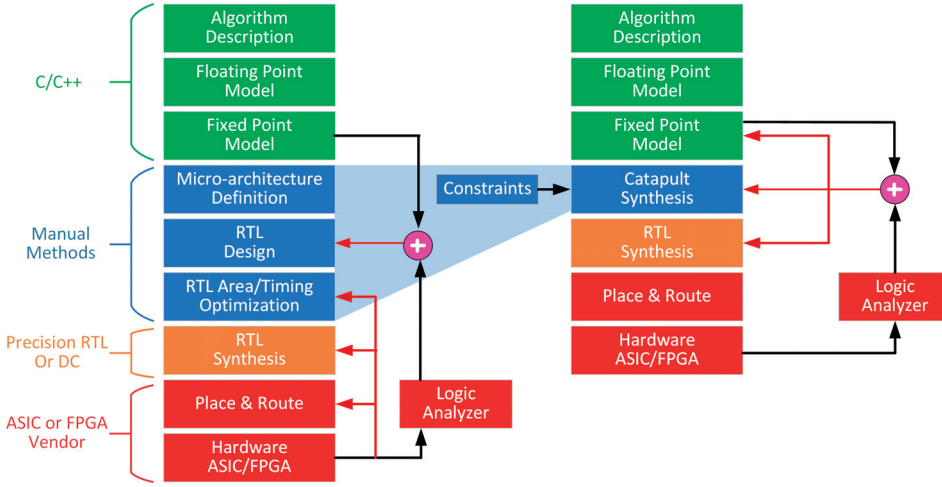 C/C++
Manual
Methods
Precision RTL
Or DC
ASIC or FPGA
Vendor
Algorithm
Description
Floating Point
Model
Fixed Point
Model
Micro-architecture
Definition
RTL
Design
RTL Area/Timing
Optimization
RTL
Synthesis
Place & Route
Hardware
ASIC/FPGA
+
Logic
Analyzer
Constraints
Algorithm
Description
Floating Point
Model
Fixed Point
Model
Catapult
Synthesis
RTL
Synthesis
Place & Route
Hardware
ASIC/FPGA
+
Logic
Analyzer